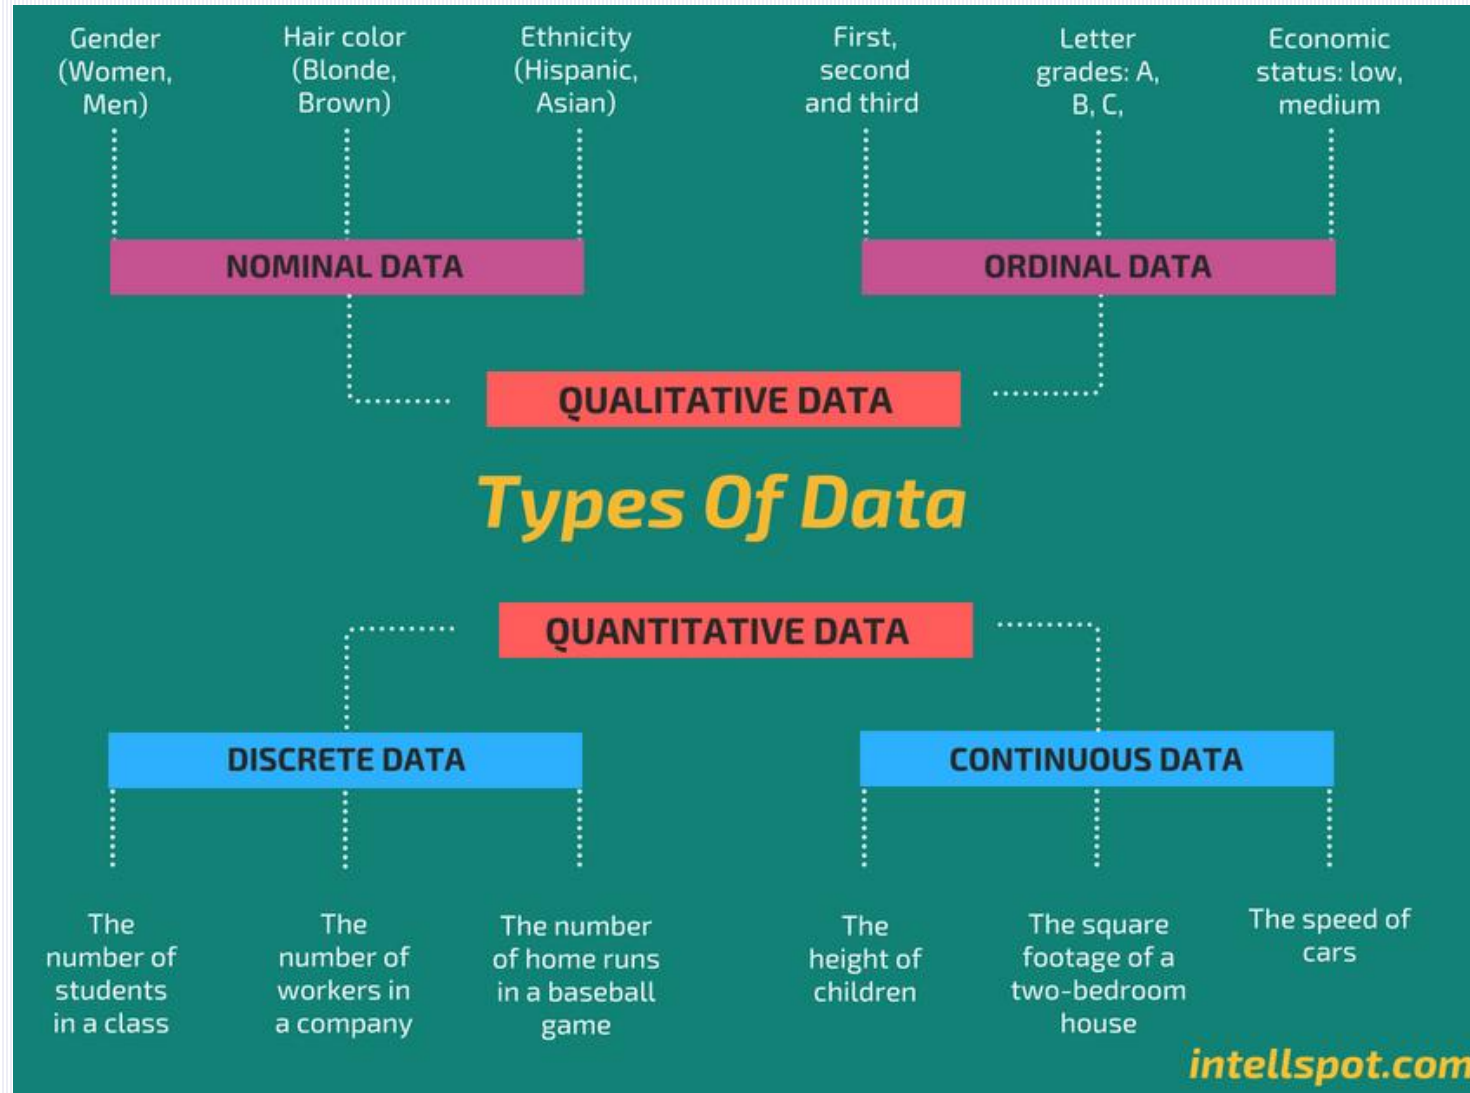 Gender
(Women,
Men)
Hair color
(Blonde,
Brown)
Ethnicity
(Hispanic,
Asian)
First,
second
and third
Letter
grades: A,
B, C,
Economic
status: low,
medium
NOMINAL DATA
ORDINAL DATA
QUALITATIVE DATA
Types Of Data
QUANTITATIVE DATA
DISCRETE DATA
CONTINUOUS DATA
The
number of
students
in a class
The
number of
workers in
a company
The number
of home runs
in a baseball
game
The
height of
children
The square
footage of a
two-bedroom
house
The speed of
cars
intellspot.com